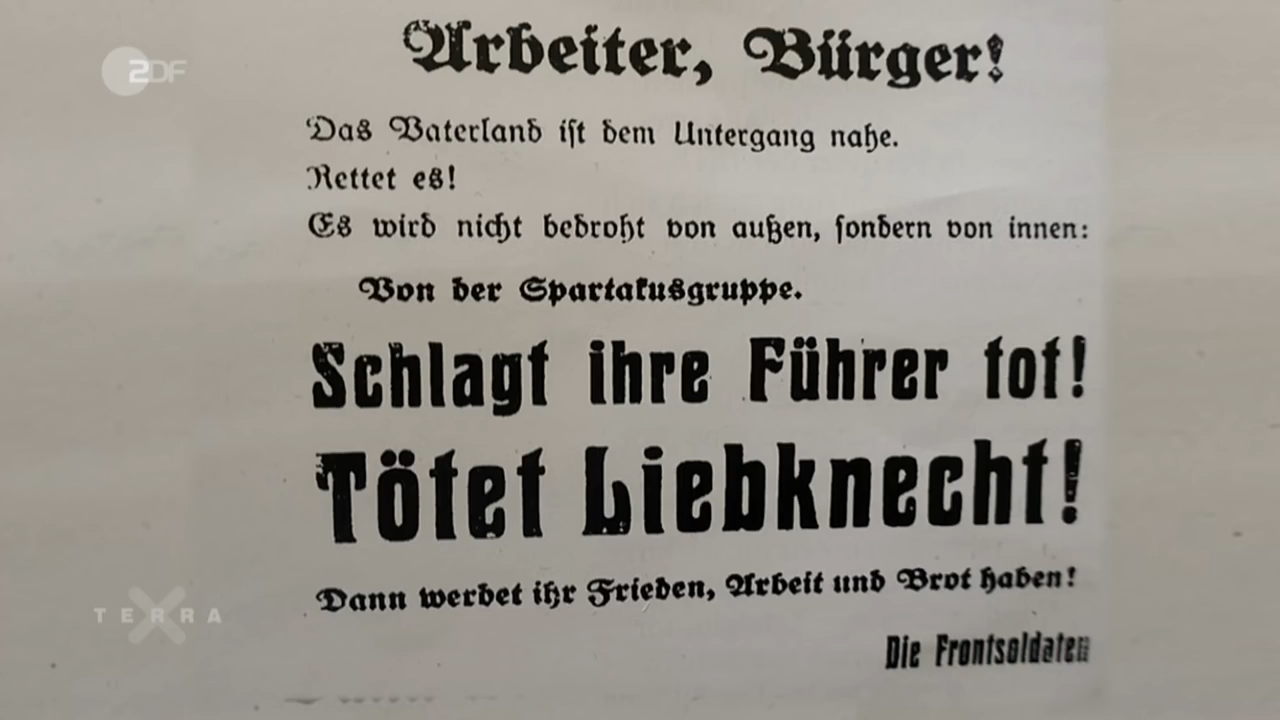 Arbeiter, Bürger!
ZDF
Das Vaterland ist dem Untergang nahe.
Rettet es!
Es wird nicht bedroht von außen, sondern von innen:
Von der Spartakusgruppe.
Schlagt ihre Führer tot!
Tötet Liebknecht!
Dann werdet ihr Frieden, Arbeit und Brot haben!
TERRA X
Die Frontsoldaten